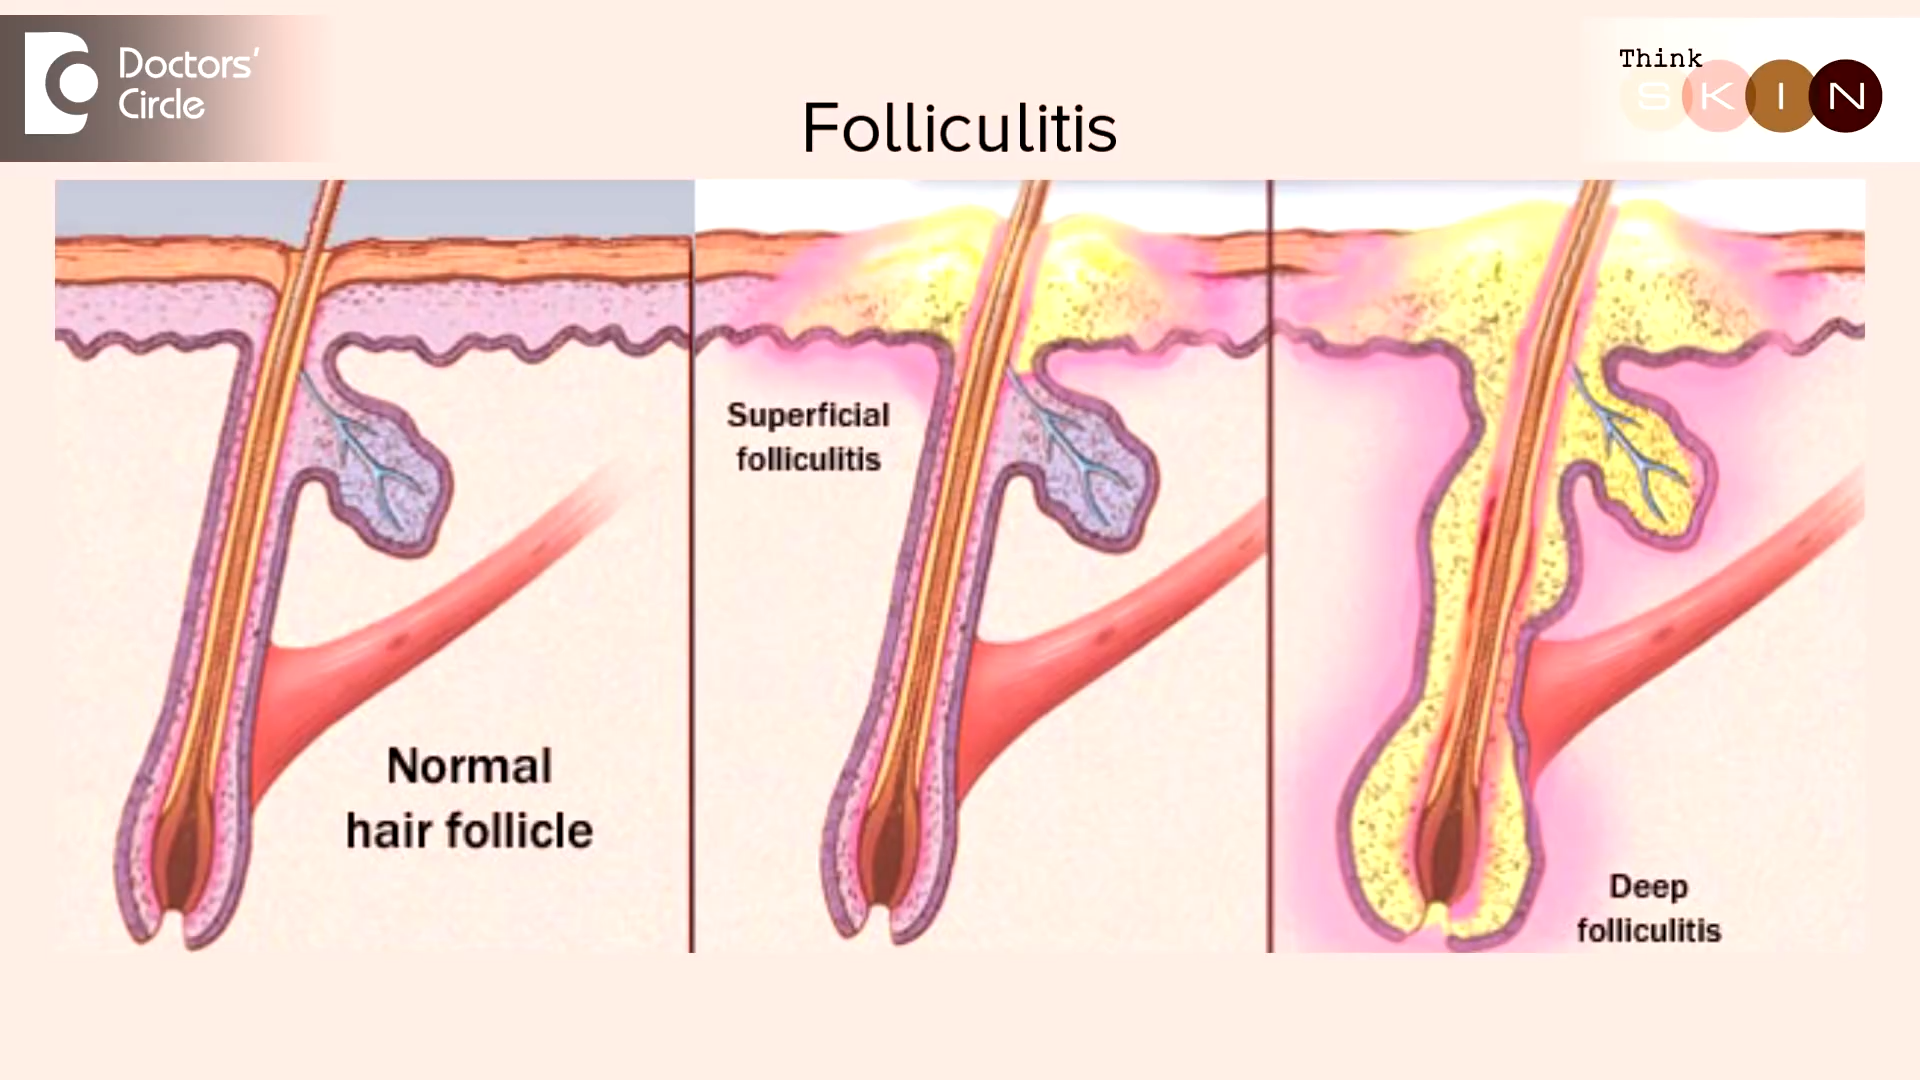 Doctors'
Circle
Think
SKIN
Folliculitis
Superficial
folliculitis
Normal
hair follicle
Deep
folliculitis